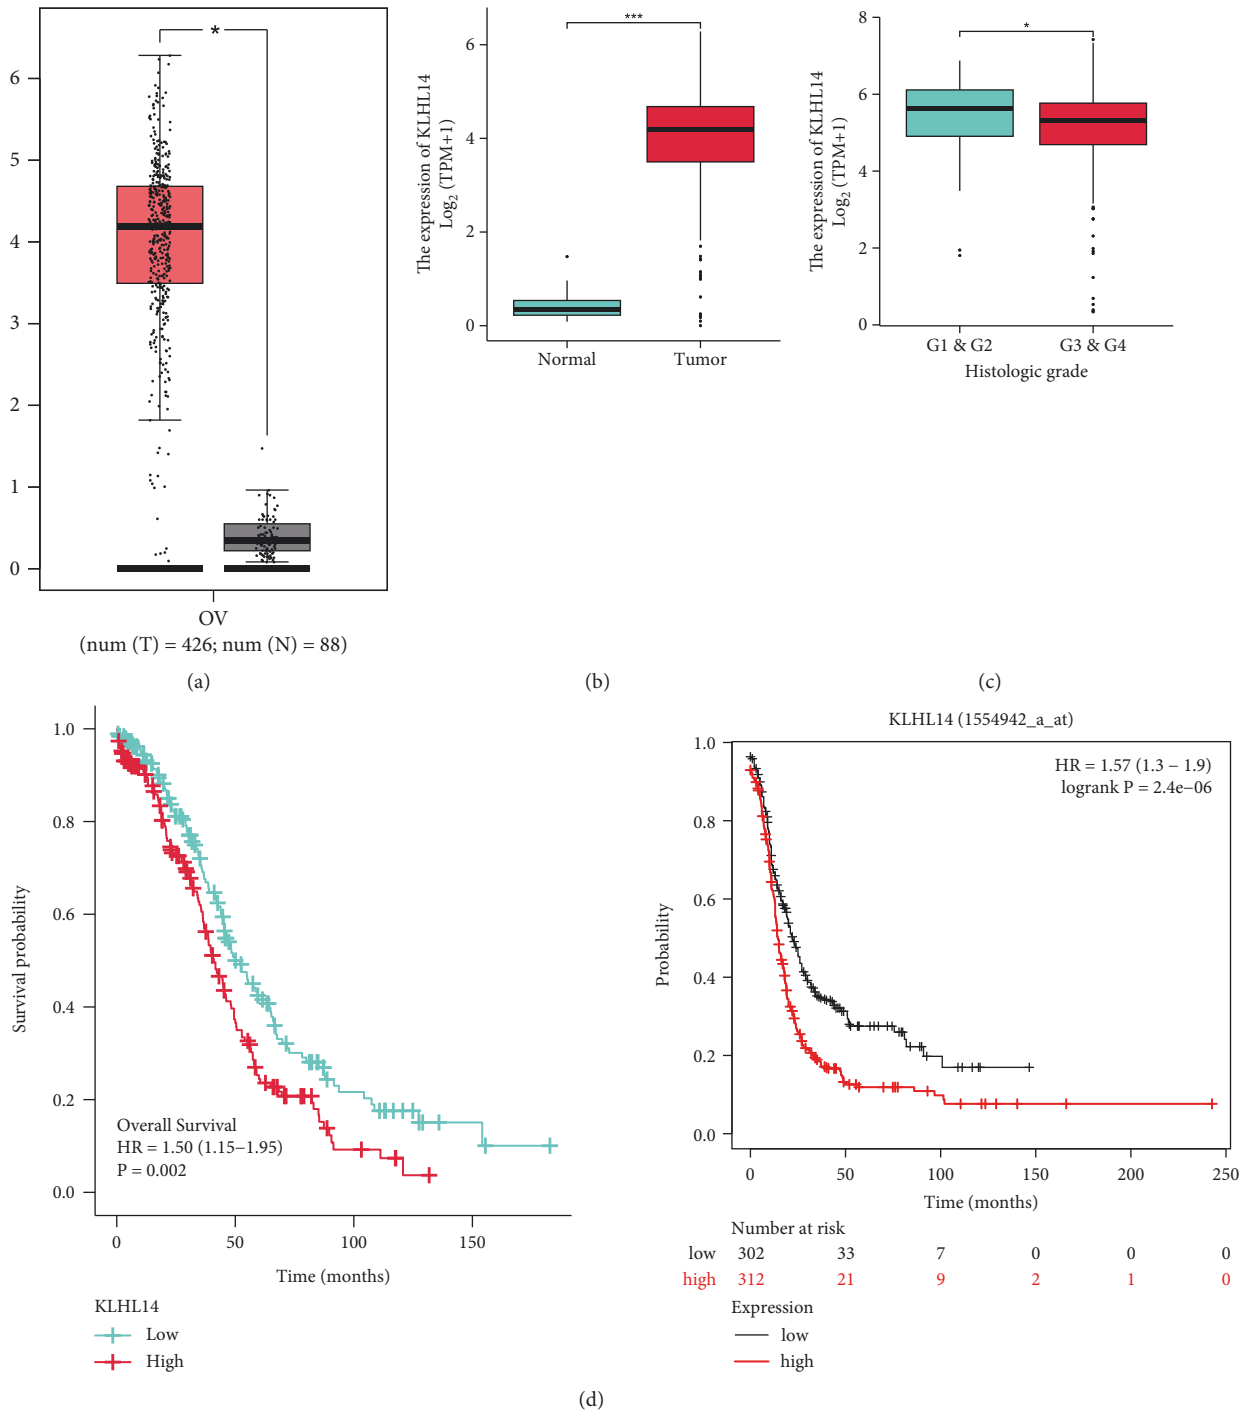 *
6
5
4
3
2
1
0
OV
(num (T) = 426; num (N) = 88)
(a)
The expression of KLHL14
Log₂ (TPM+1)
***
6
4
2
0
Normal
Tumor
(b)
The expression of KLHL14
Log₂ (TPM+1)
*
8
6
4
2
0
G1 & G2
G3 & G4
Histologic grade
(c)
Survival probability
1.0
0.8
0.6
0.4
0.2
0.0
Overall Survival
HR = 1.50 (1.15−1.95)
P = 0.002
0 50 100 150
Time (months)
KLHL14
Low
High
KLHL14 (1554942_a_at)
Probability
1.0
0.8
0.6
0.4
0.2
0.0
HR = 1.57 (1.3 − 1.9)
logrank P = 2.4e−06
0 50 100 150 200 250
Time (months)
Number at risk
low 302 33 7 0 0 0
high 312 21 9 2 1 0
Expression
low
high
(d)